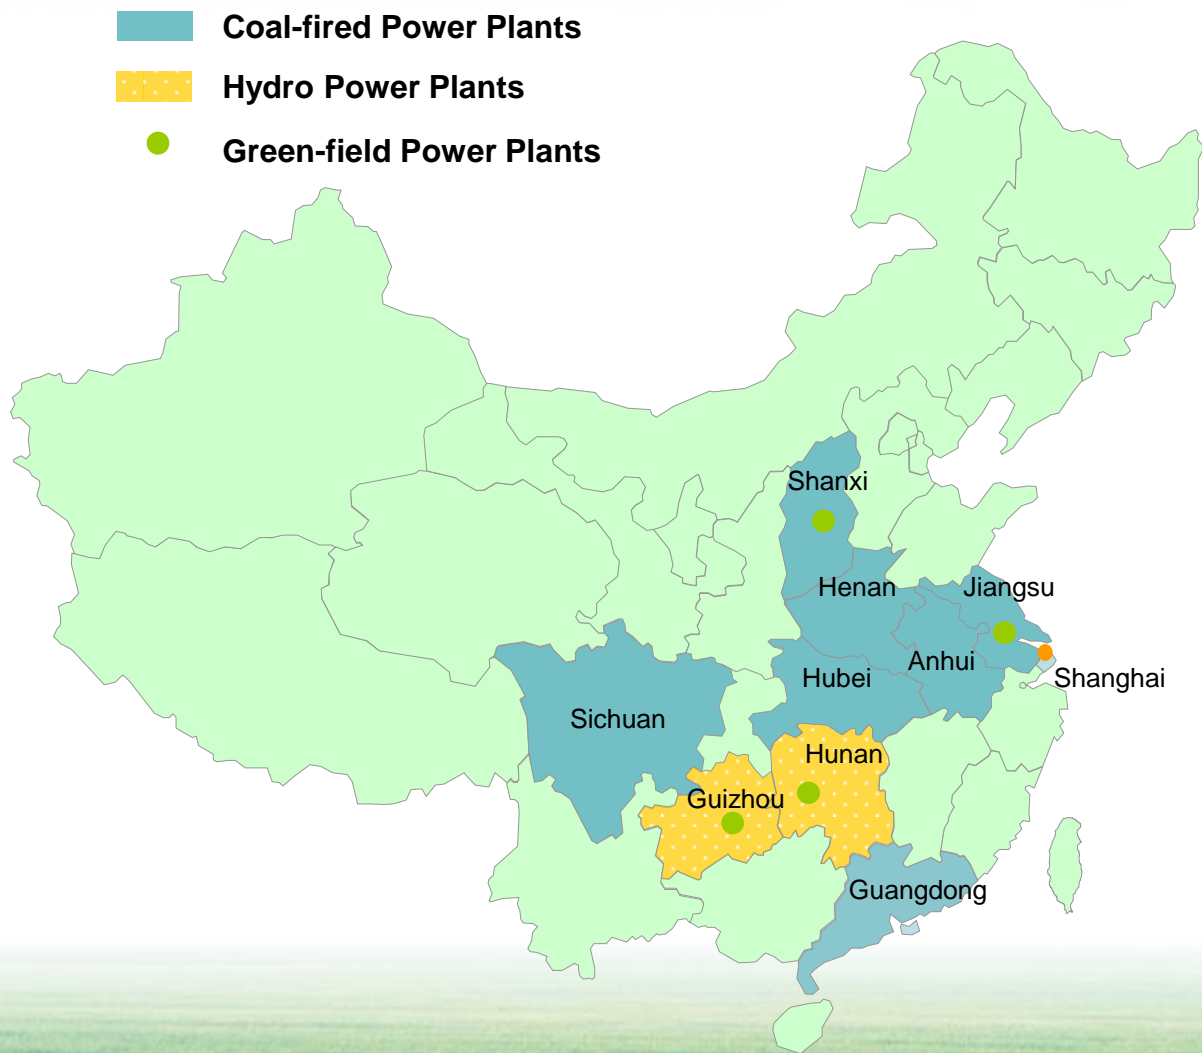 Coal-fired Power Plants
Hydro Power Plants
Green-field Power Plants
Shanxi
Henan
Jiangsu
Anhui
Hubei
Shanghai
Sichuan
Hunan
Guizhou
Guangdong